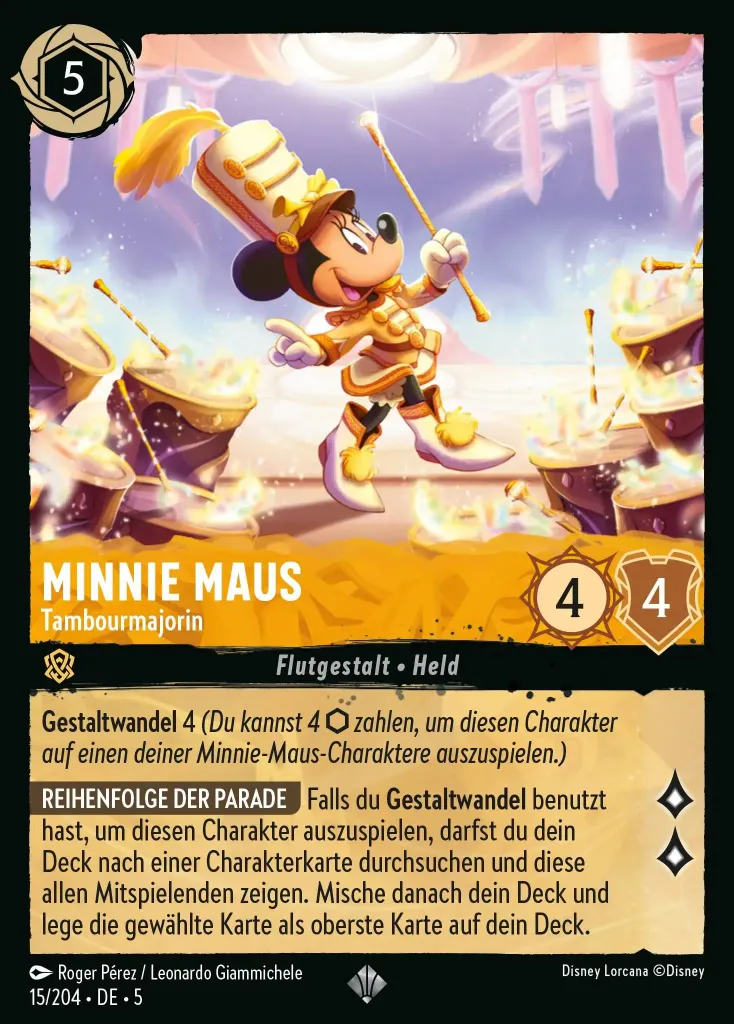 5
MINNIE MAUS
Tambourmajorin
4
4
Flutgestalt • Held
Gestaltwandel 4 (Du kannst 4 ⬡ zahlen, um diesen Charakter
auf einen deiner Minnie-Maus-Charaktere auszuspielen.)
REIHENFOLGE DER PARADE Falls du Gestaltwandel benutzt
hast, um diesen Charakter auszuspielen, darfst du dein
Deck nach einer Charakterkarte durchsuchen und diese
allen Mitspielenden zeigen. Mische danach dein Deck und
lege die gewählte Karte als oberste Karte auf dein Deck.
Roger Pérez / Leonardo Giammichele
Disney Lorcana ©Disney
15/204 • DE • 5